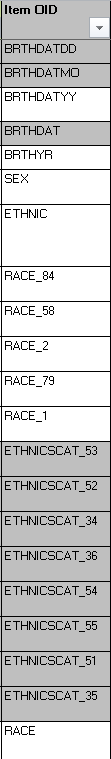 Item OID
BRTHDATDD
BRTHDATMO
BRTHDATYY
BRTHDAT
BRTHYR
SEX
ETHNIC
RACE_84
RACE_58
RACE_2
RACE_79
RACE_1
ETHNICSCAT_53
ETHNICSCAT_52
ETHNICSCAT_34
ETHNICSCAT_36
ETHNICSCAT_54
ETHNICSCAT_55
ETHNICSCAT_51
ETHNICSCAT_35
RACE